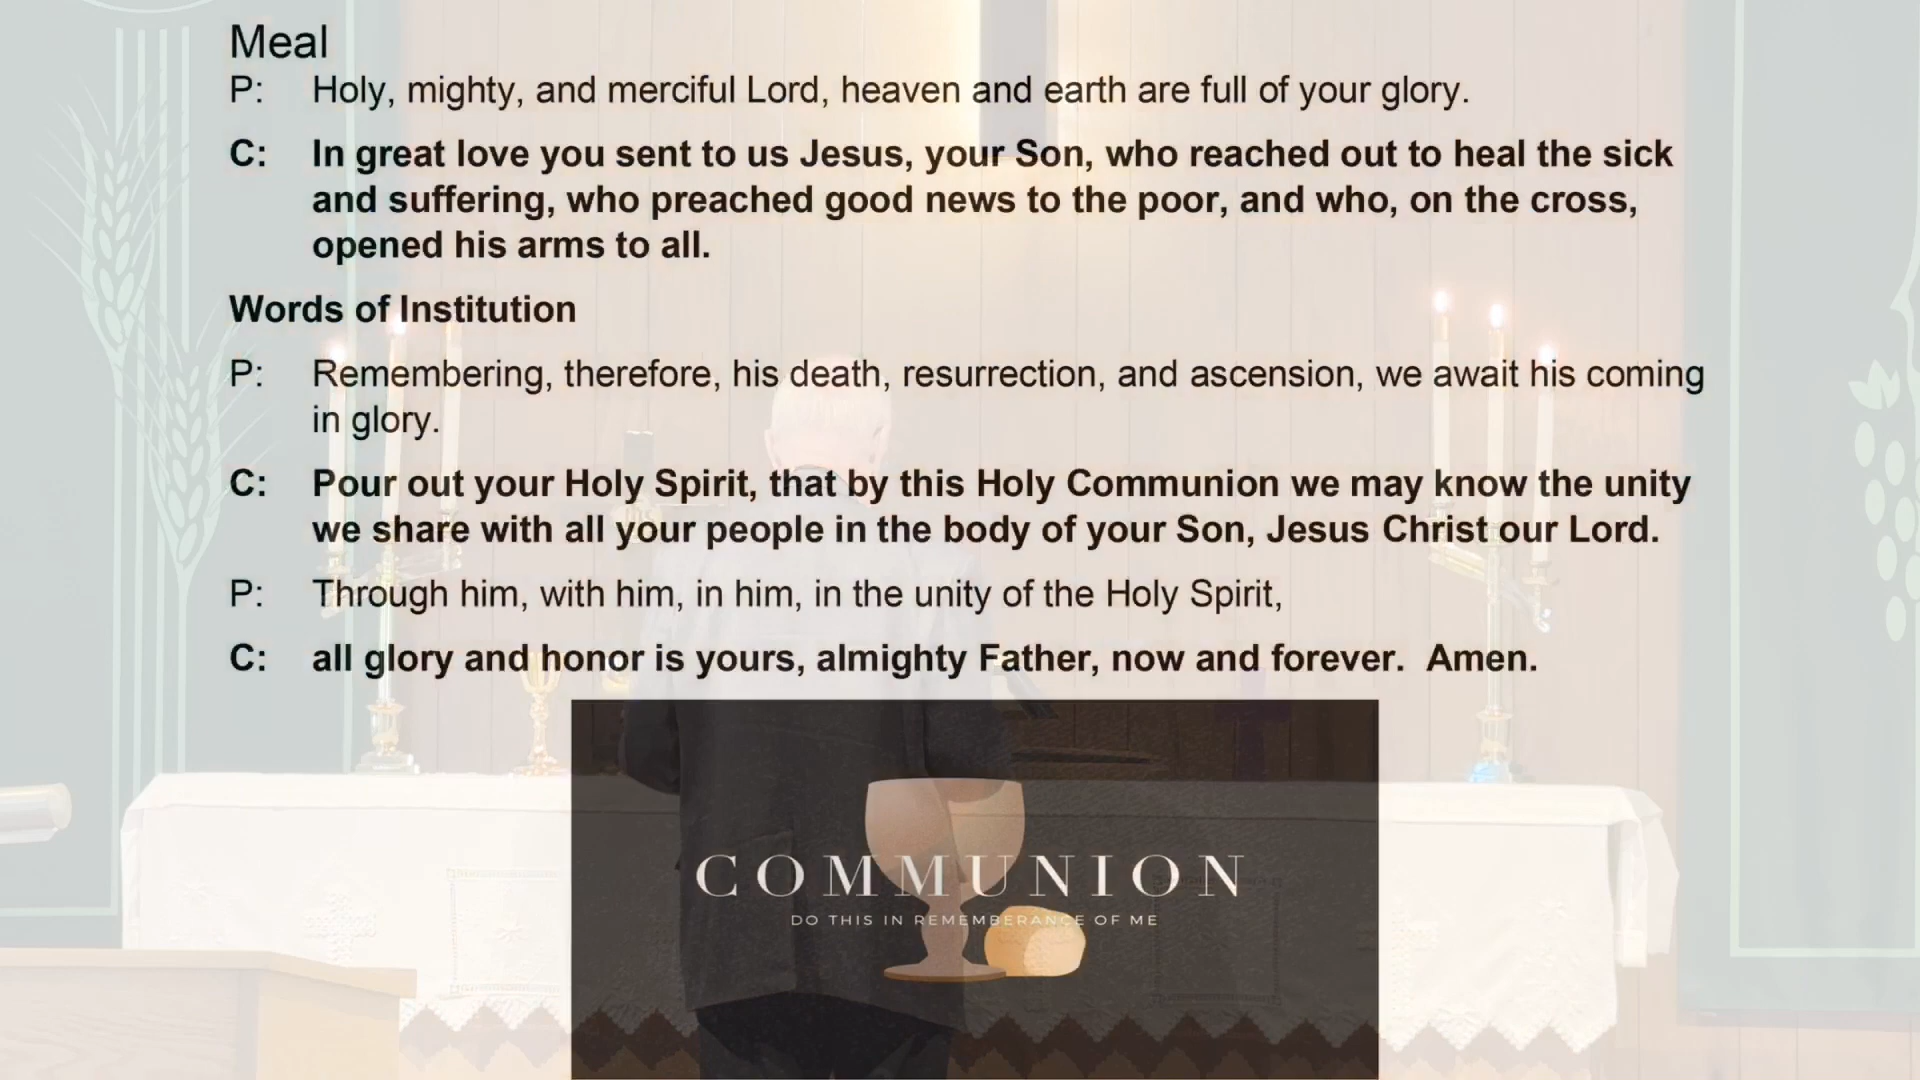 Meal
P: Holy, mighty, and merciful Lord, heaven and earth are full of your glory.
C: In great love you sent to us Jesus, your Son, who reached out to heal the sick
and suffering, who preached good news to the poor, and who, on the cross,
opened his arms to all.
Words of Institution
P: Remembering, therefore, his death, resurrection, and ascension, we await his coming
in glory.
C: Pour out your Holy Spirit, that by this Holy Communion we may know the unity
we share with all your people in the body of your Son, Jesus Christ our Lord.
P: Through him, with him, in him, in the unity of the Holy Spirit,
C: all glory and honor is yours, almighty Father, now and forever. Amen.
COMMUNION
DO THIS IN REMEMBERANCE OF ME